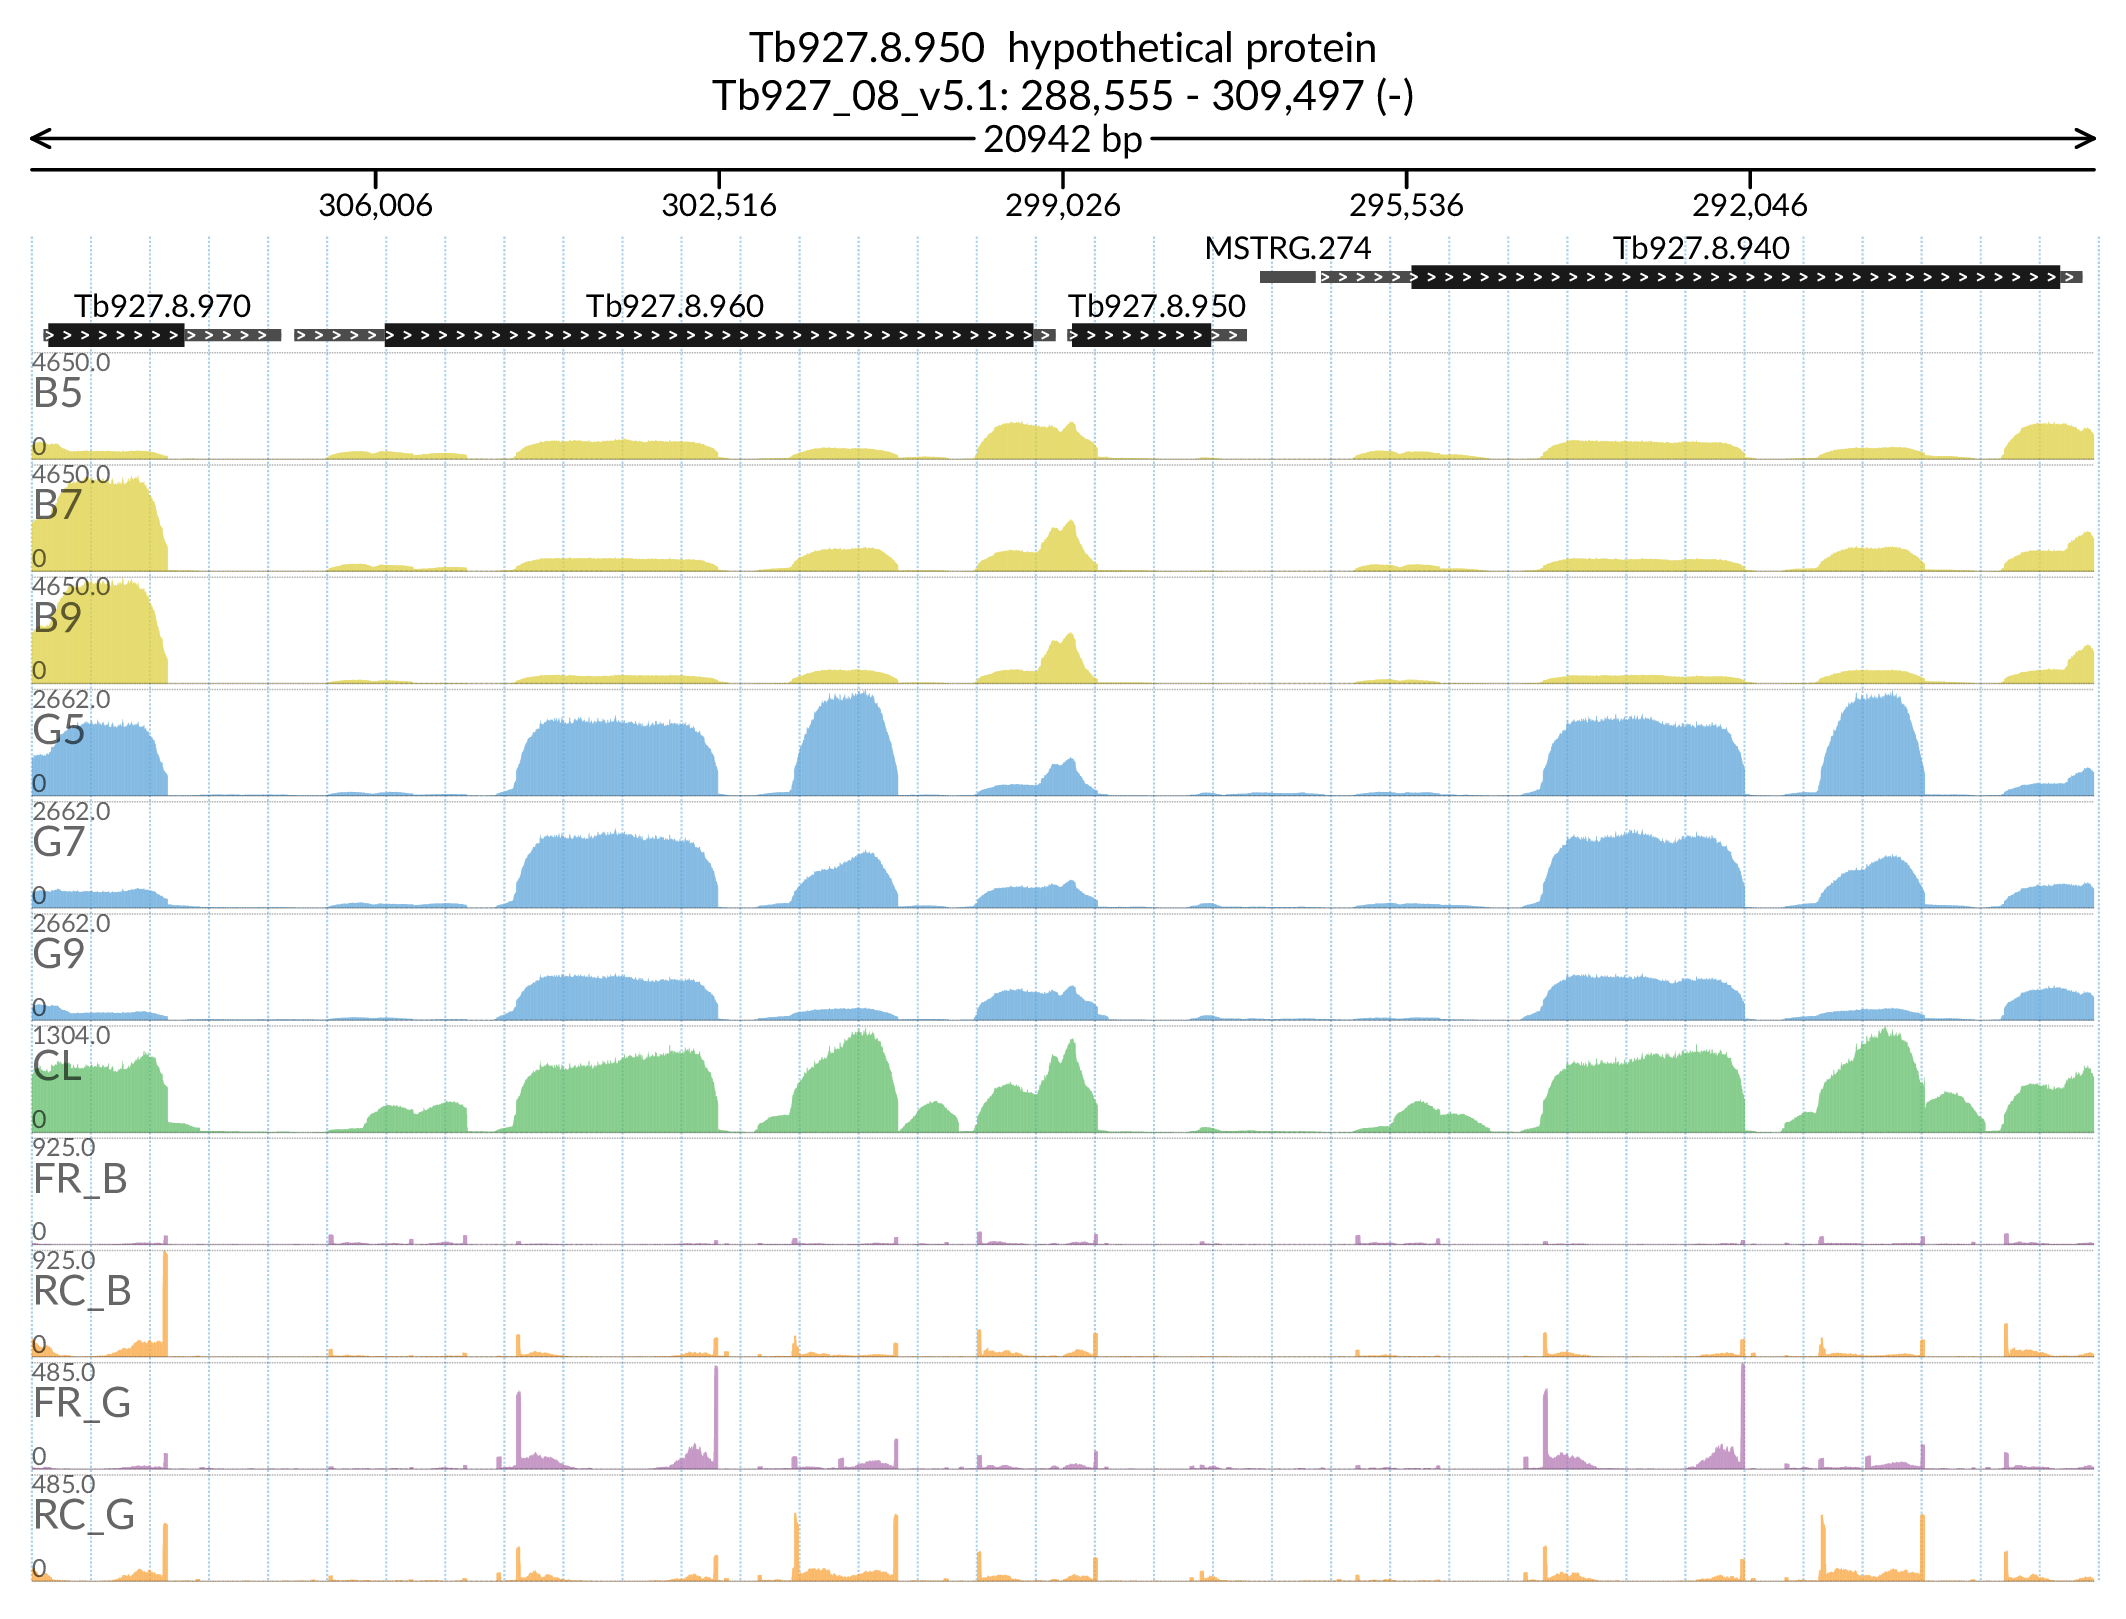 Tb927.8.950  hypothetical protein
Tb927_08_v5.1: 288,555 - 309,497 (-)
20942 bp
306,006 302,516 299,026 295,536 292,046
MSTRG.274 Tb927.8.940
Tb927.8.970 Tb927.8.960 Tb927.8.950
4650.0
B5
0
4650.0
B7
0
4650.0
B9
0
2662.0
G5
0
2662.0
G7
0
2662.0
G9
0
1304.0
CL
0
925.0
FR_B
0
925.0
RC_B
0
485.0
FR_G
0
485.0
RC_G
0